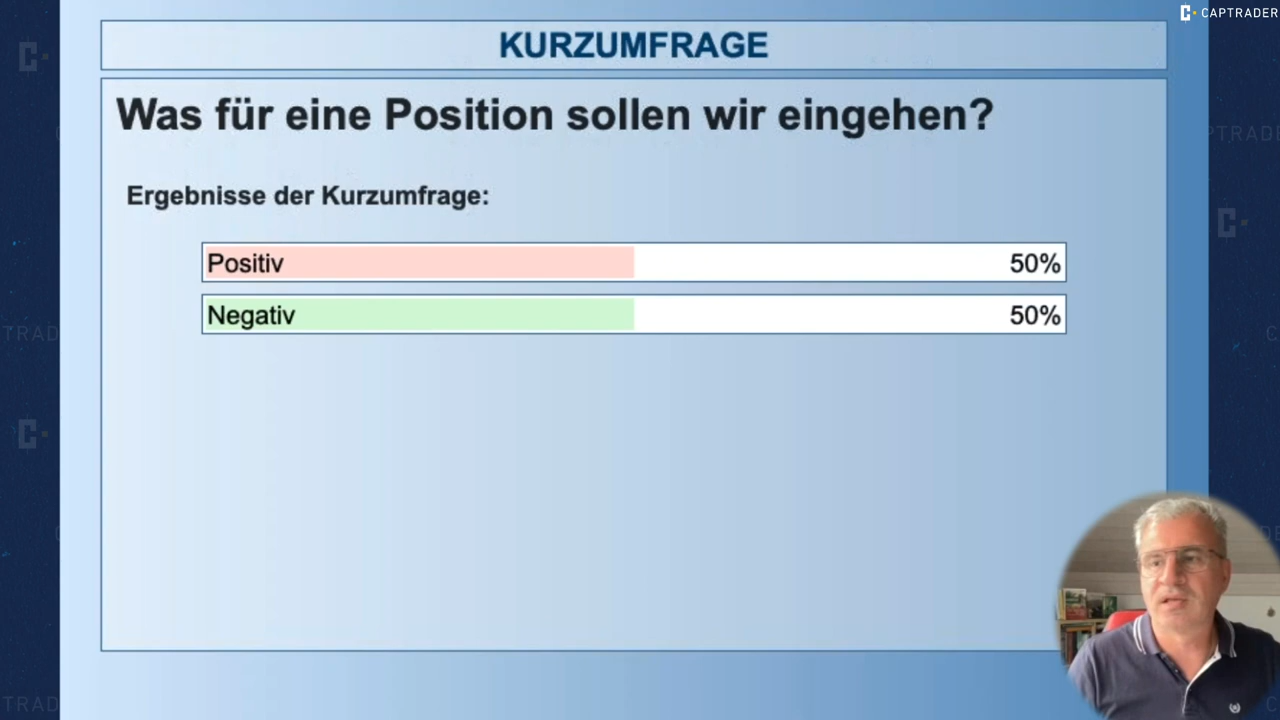 CAPTRADER
KURZUMFRAGE
Was für eine Position sollen wir eingehen?
Ergebnisse der Kurzumfrage:
Positiv 50%
Negativ 50%